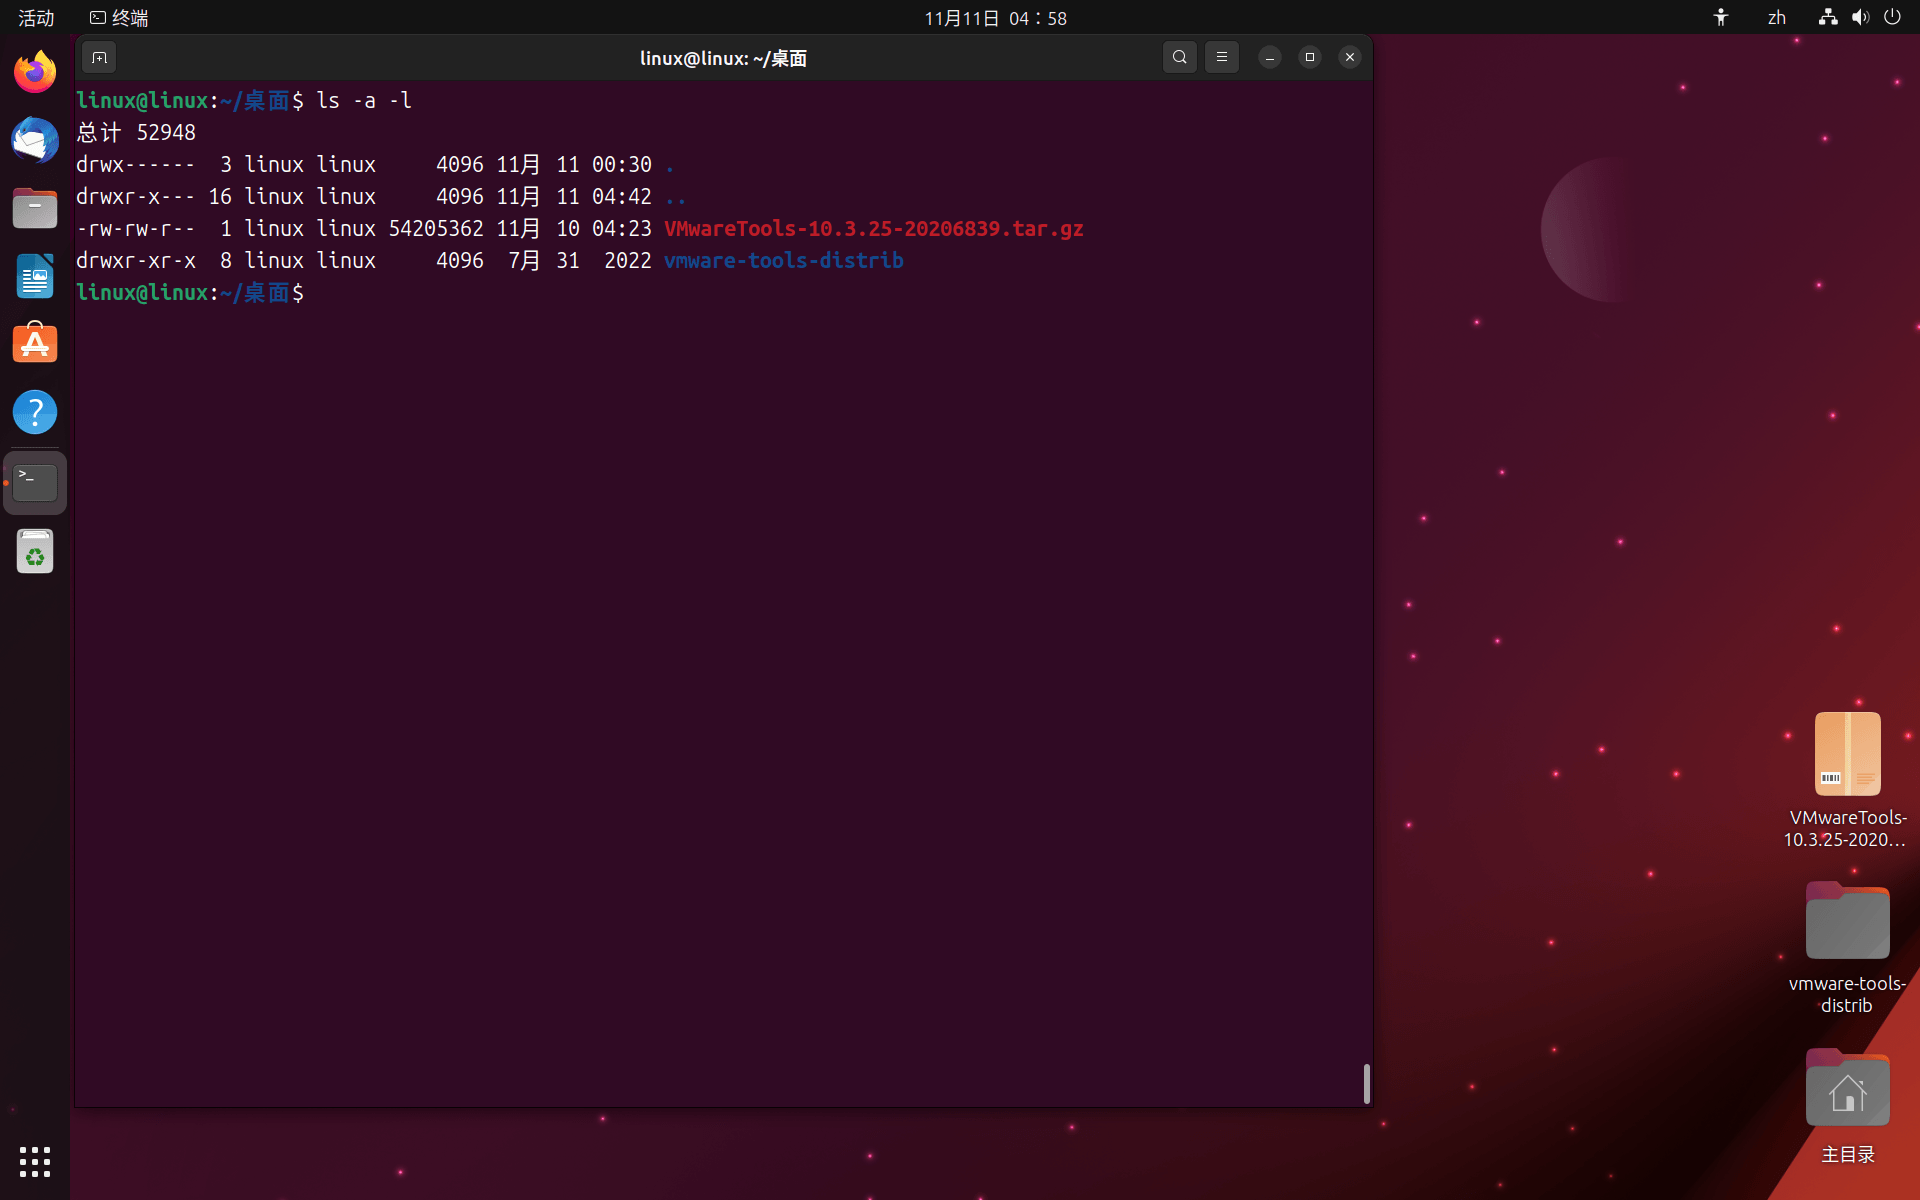 活动 终端 11月11日 04：58 zh
linux@linux: ~/桌面
linux@linux:~/桌面$ ls -a -l
总计 52948
drwx------  3 linux linux     4096 11月 11 00:30 .
drwxr-x--- 16 linux linux     4096 11月 11 04:42 ..
-rw-rw-r--  1 linux linux 54205362 11月 10 04:23 VMwareTools-10.3.25-20206839.tar.gz
drwxr-xr-x  8 linux linux     4096  7月 31  2022 vmware-tools-distrib
linux@linux:~/桌面$
VMwareTools-
10.3.25-2020...
vmware-tools-
distrib
主目录